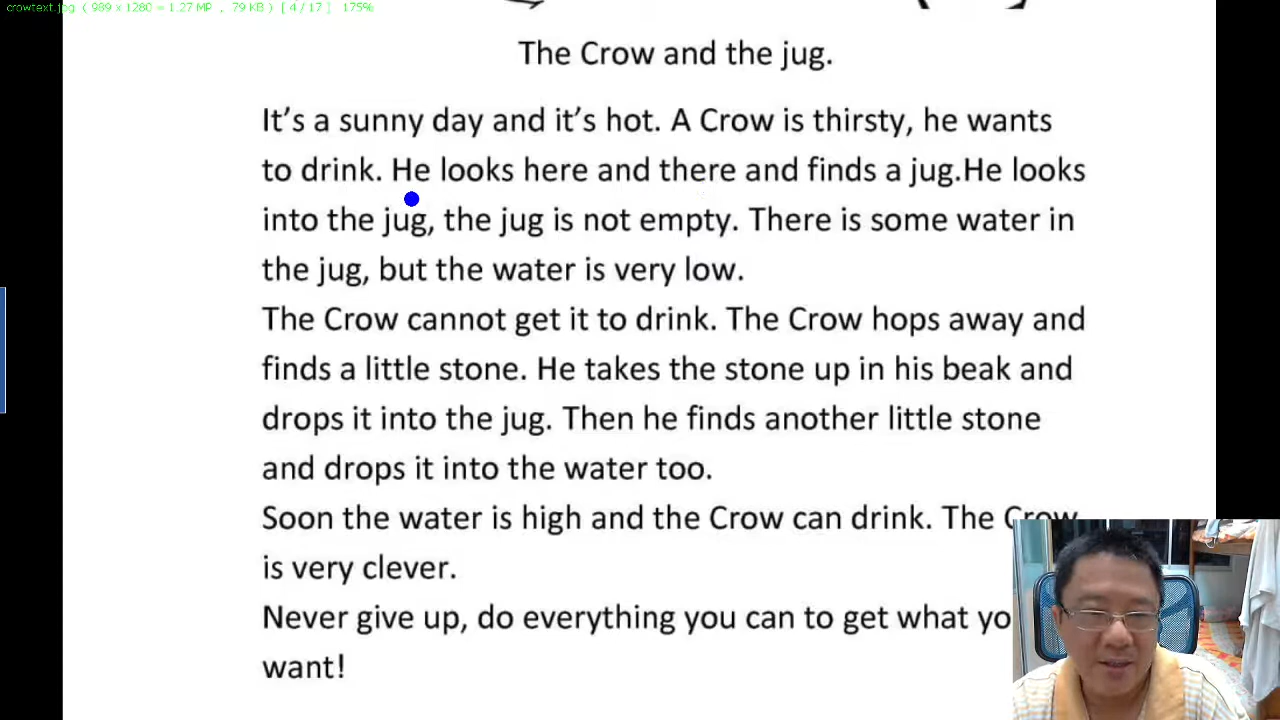 crowtext.jpg ( 989 x 1280 = 1.27 MP , 79 KB ) [ 4 / 17 ] 175%
The Crow and the jug.
It’s a sunny day and it’s hot. A Crow is thirsty, he wants
to drink. He looks here and there and finds a jug.He looks
into the jug, the jug is not empty. There is some water in
the jug, but the water is very low.
The Crow cannot get it to drink. The Crow hops away and
finds a little stone. He takes the stone up in his beak and
drops it into the jug. Then he finds another little stone
and drops it into the water too.
Soon the water is high and the Crow can drink. The Crow
is very clever.
Never give up, do everything you can to get what yo
want!